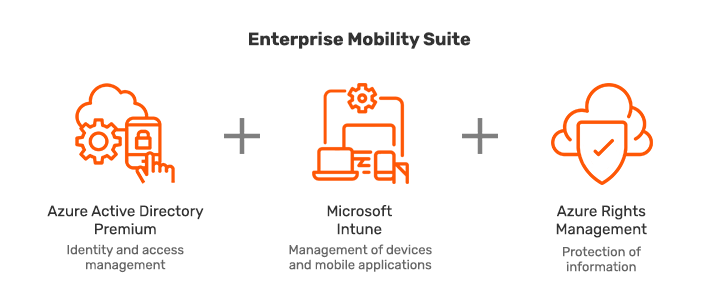 Enterprise Mobility Suite
Azure Active Directory
Premium
Identity and access
management
Microsoft
Intune
Management of devices
and mobile applications
Azure Rights
Management
Protection of
information